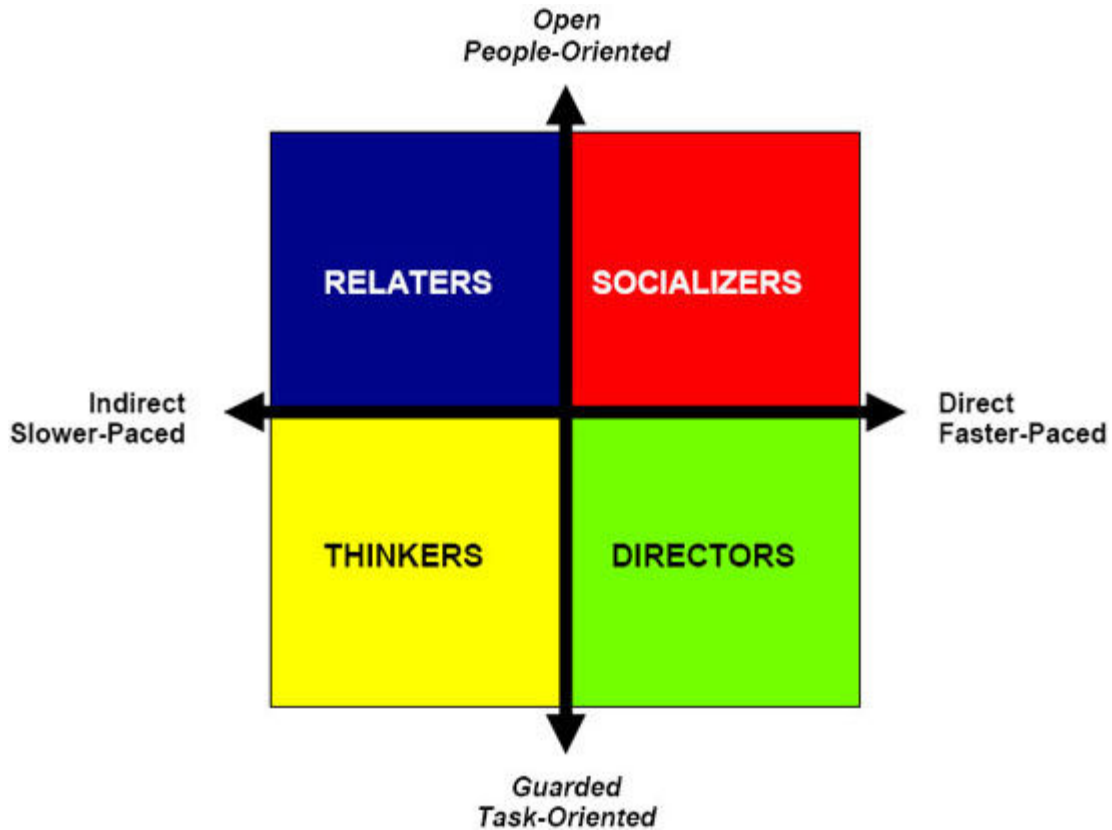 Open
People-Oriented
RELATERS
SOCIALIZERS
Indirect
Slower-Paced
Direct
Faster-Paced
THINKERS
DIRECTORS
Guarded
Task-Oriented